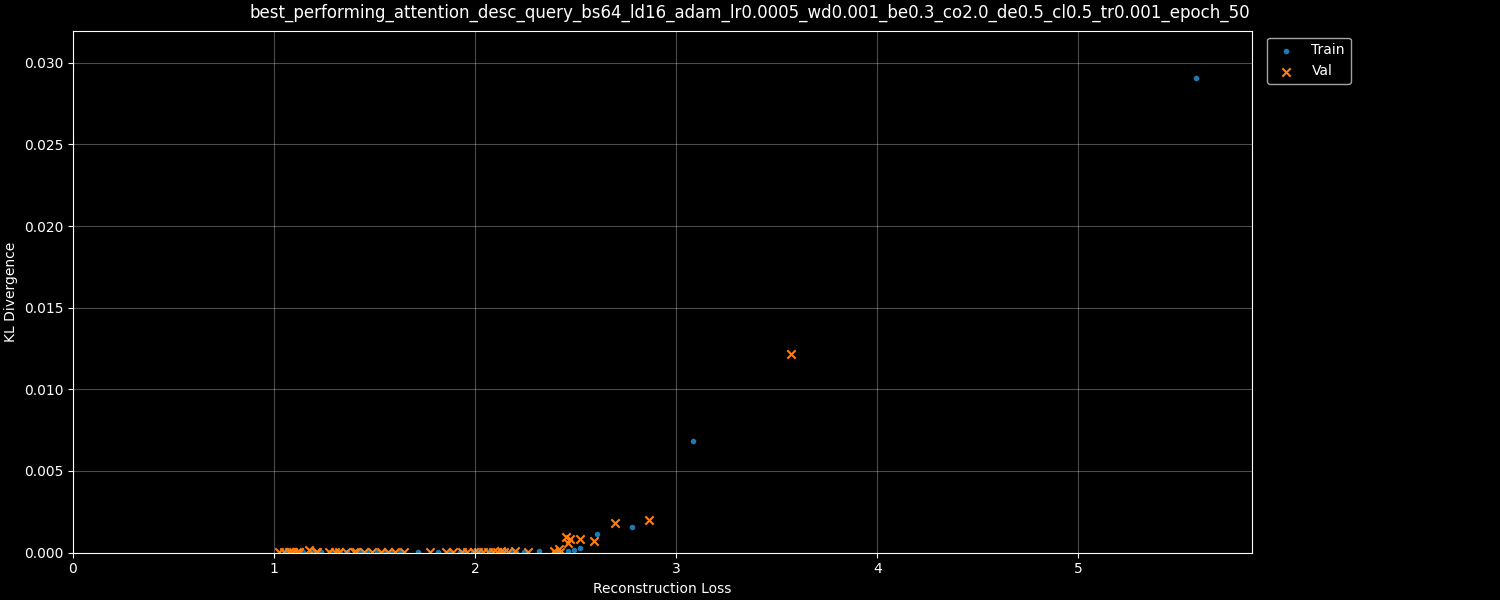 best_performing_attention_desc_query_bs64_ld16_adam_lr0.0005_wd0.001_be0.3_co2.0_de0.5_cl0.5_tr0.001_epoch_50
Train
Val
0.030
0.025
0.020
0.015
0.010
0.005
0.000
KL Divergence
0
1
2
3
4
5
Reconstruction Loss